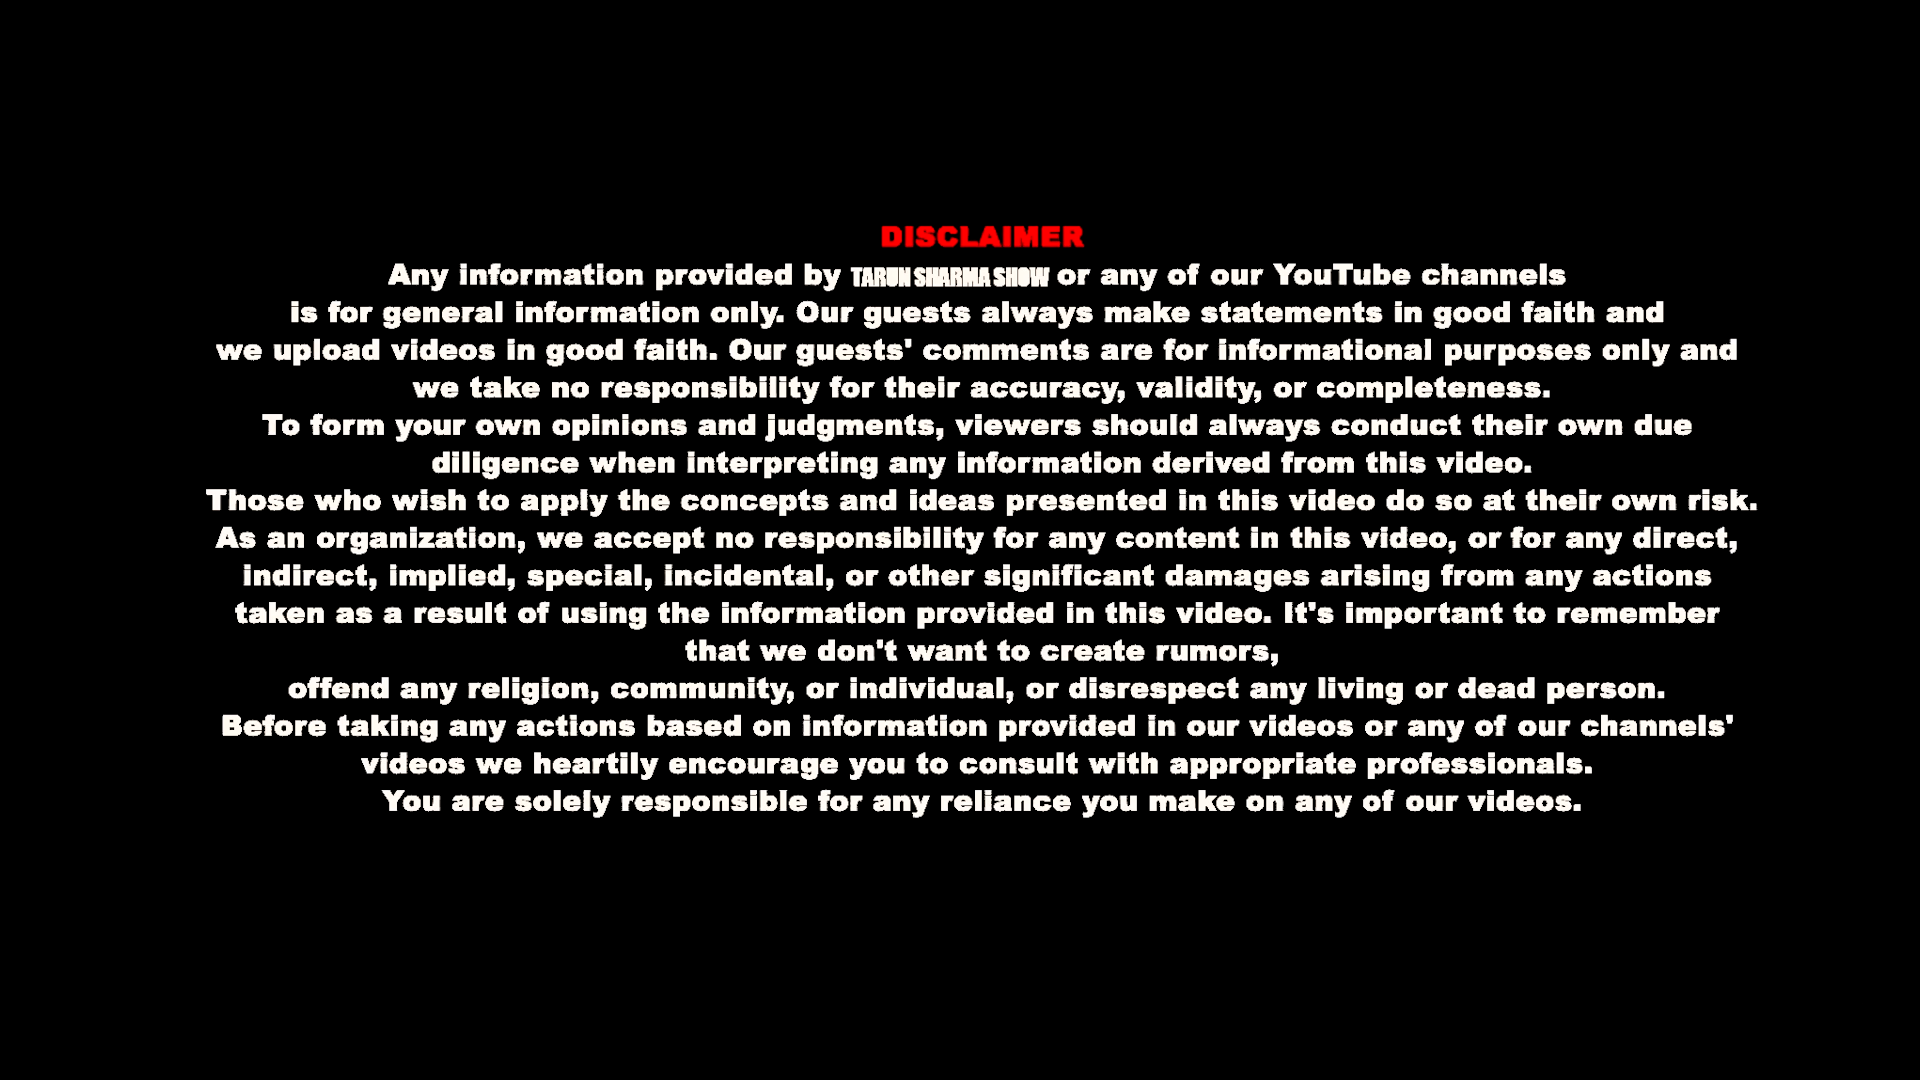 DISCLAIMER
Any information provided by TARUN SHARMA SHOW or any of our YouTube channels
is for general information only. Our guests always make statements in good faith and
we upload videos in good faith. Our guests' comments are for informational purposes only and
we take no responsibility for their accuracy, validity, or completeness.
To form your own opinions and judgments, viewers should always conduct their own due
diligence when interpreting any information derived from this video.
Those who wish to apply the concepts and ideas presented in this video do so at their own risk.
As an organization, we accept no responsibility for any content in this video, or for any direct,
indirect, implied, special, incidental, or other significant damages arising from any actions
taken as a result of using the information provided in this video. It's important to remember
that we don't want to create rumors,
offend any religion, community, or individual, or disrespect any living or dead person.
Before taking any actions based on information provided in our videos or any of our channels'
videos we heartily encourage you to consult with appropriate professionals.
You are solely responsible for any reliance you make on any of our videos.